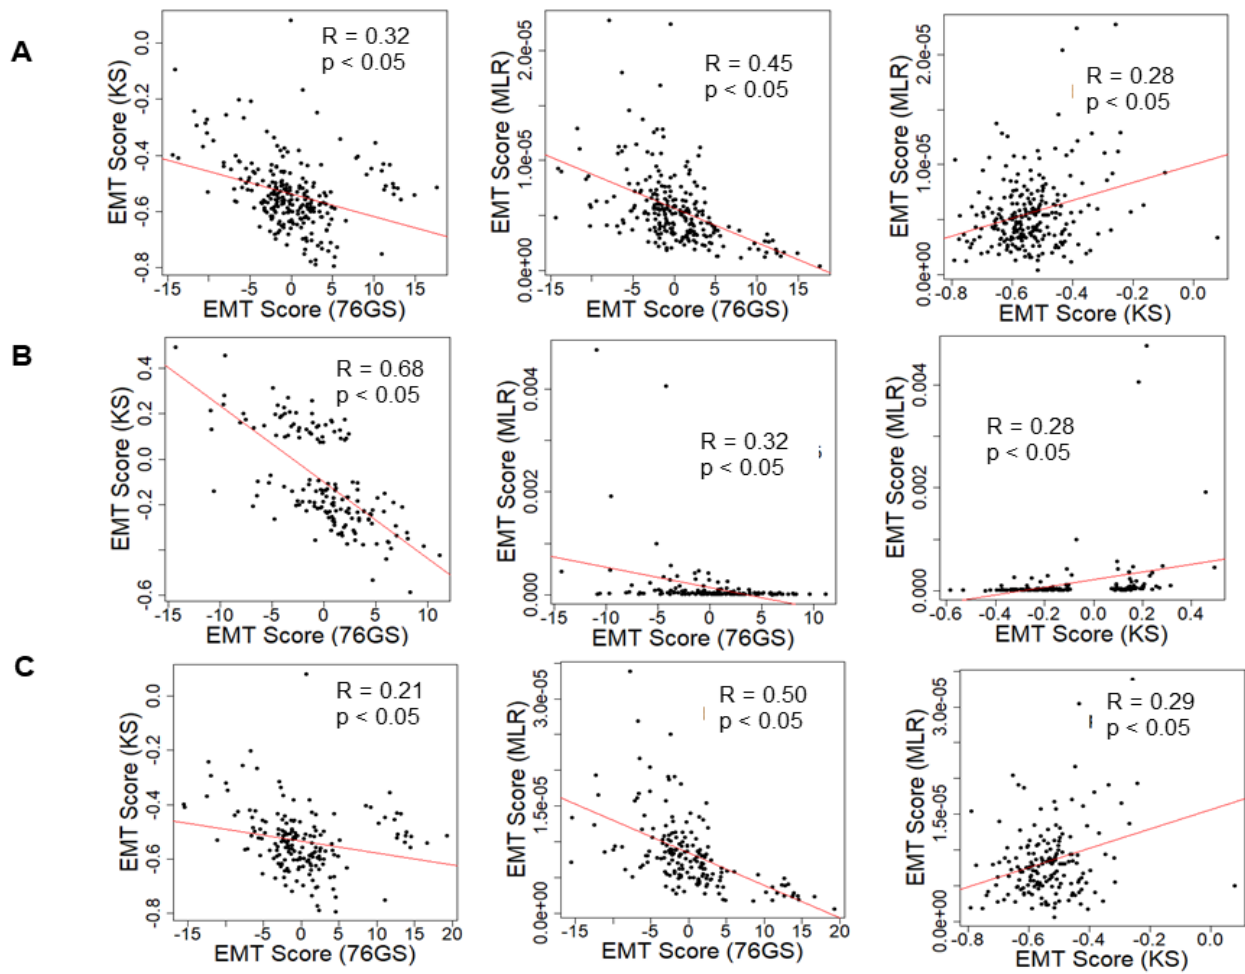 A
EMT Score (KS)
0.0
-0.2
-0.4
-0.6
-0.8
R = 0.32
p < 0.05
-15
-5
0
5
10
15
EMT Score (76GS)
EMT Score (MLR)
2.0e-05
1.0e-05
0.0e+00
R = 0.45
p < 0.05
-15
-10
-5
0
5
10
15
EMT Score (76GS)
EMT Score (MLR)
2.0e-05
1.0e-05
0.0e+00
R = 0.28
p < 0.05
-0.8
-0.6
-0.4
-0.2
0.0
EMT Score (KS)
B
EMT Score (KS)
0.4
0.2
0.0
-0.2
-0.6
R = 0.68
p < 0.05
-15
-10
-5
0
5
10
EMT Score (76GS)
EMT Score (MLR)
0.004
0.002
0.000
R = 0.32
p < 0.05
-15
-10
-5
0
5
10
EMT Score (76GS)
EMT Score (MLR)
0.004
0.002
0.000
R = 0.28
p < 0.05
-0.6
-0.4
-0.2
0.0
0.2
0.4
EMT Score (KS)
C
EMT Score (KS)
0.0
-0.2
-0.4
-0.6
-0.8
R = 0.21
p < 0.05
-15
-5
0
5
10
15
20
EMT Score (76GS)
EMT Score (MLR)
3.0e-05
1.5e-05
0.0e+00
R = 0.50
p < 0.05
-15
-10
-5
0
5
10
15
20
EMT Score (76GS)
EMT Score (MLR)
3.0e-05
1.5e-05
0.0e+00
R = 0.29
p < 0.05
-0.8
-0.6
-0.4
-0.2
0.0
EMT Score (KS)